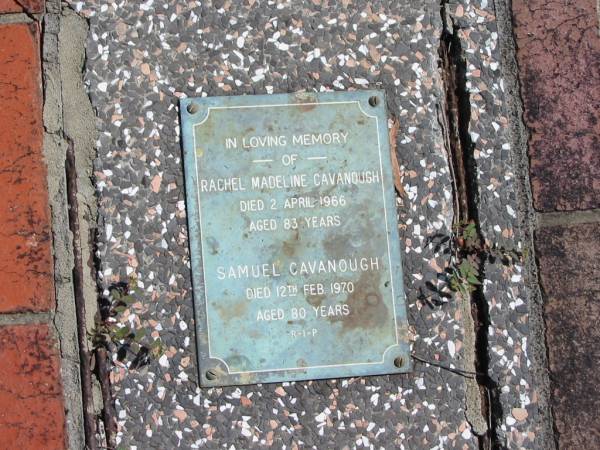 IN LOVING MEMORY
— OF —
RACHEL MADELINE CAVANOUGH
DIED 2 APRIL 1966
AGED 83 YEARS
SAMUEL CAVANOUGH
DIED 12TH FEB 1970
AGED 80 YEARS
-R-I-P